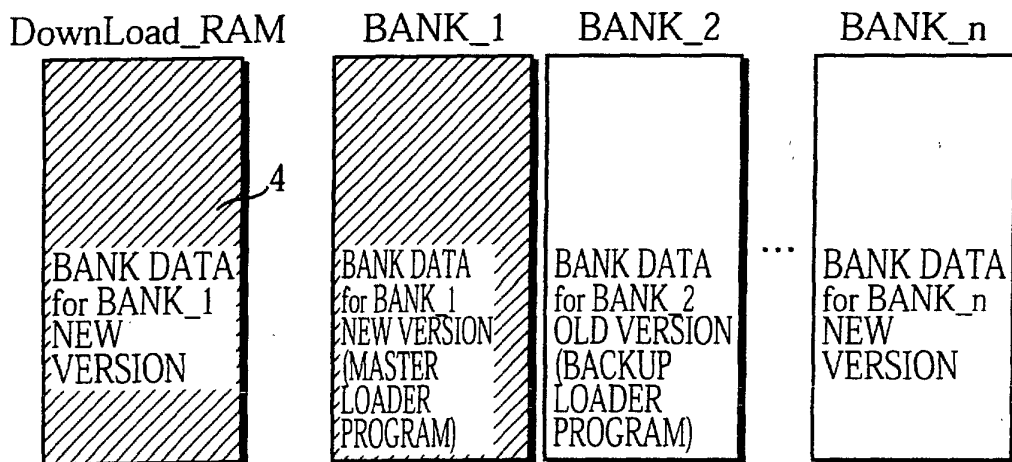 DownLoad_RAM
BANK_1
BANK_2
BANK_n
4
BANK DATA
for BANK_1
NEW
VERSION
BANK DATA
for BANK_1
NEW VERSION
(MASTER
LOADER
PROGRAM)
BANK DATA
for BANK_2
OLD VERSION
(BACKUP
LOADER
PROGRAM)
...
BANK DATA
for BANK_n
NEW
VERSION